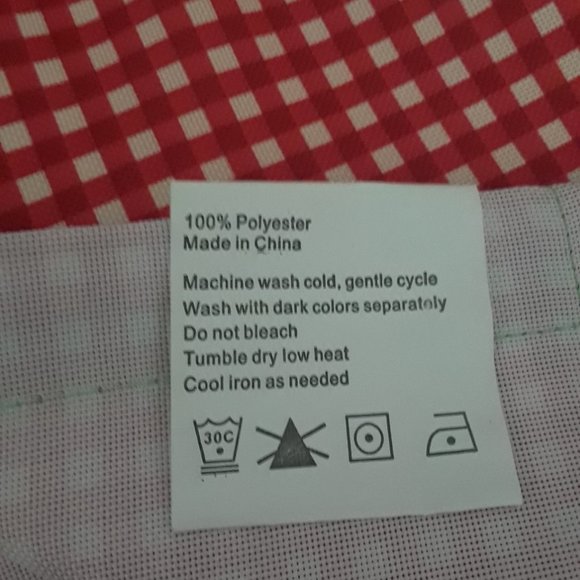 100% Polyester
Made in China
Machine wash cold, gentle cycle
Wash with dark colors separately
Do not bleach
Tumble dry low heat
Cool iron as needed
30C